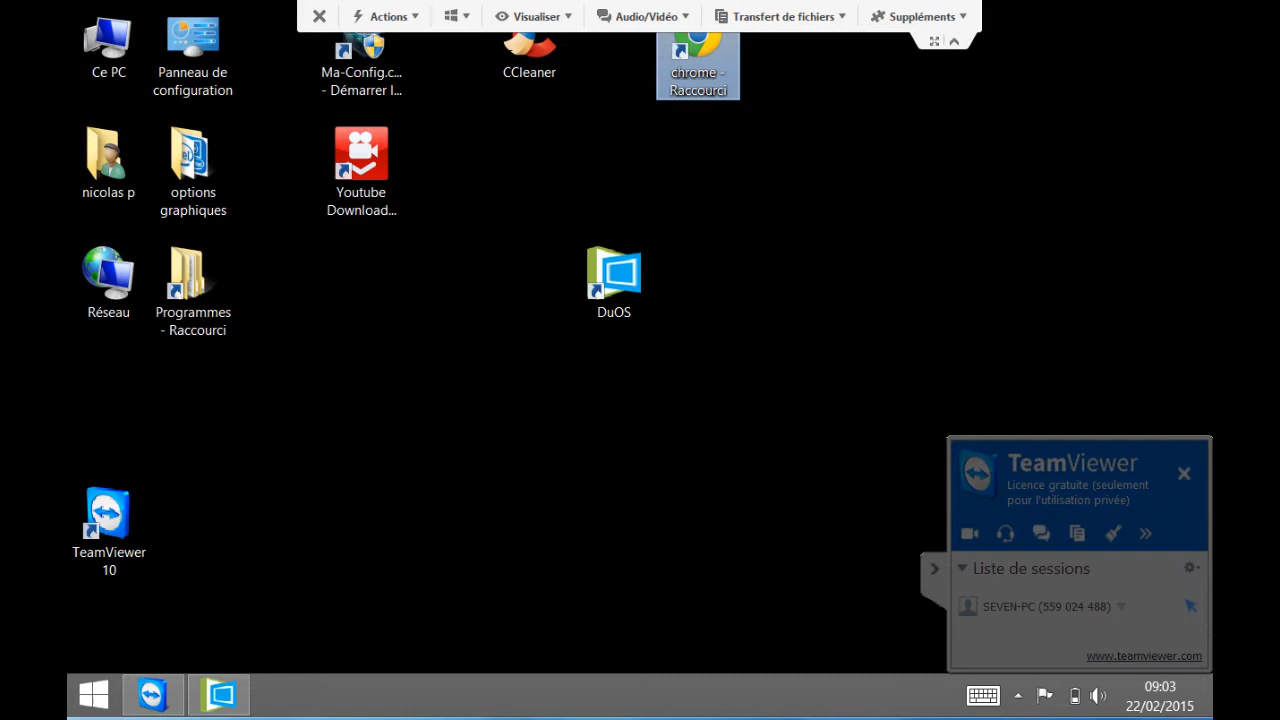 Actions
Visualiser
Audio/Vidéo
Transfert de fichiers
Suppléments
Ce PC
Panneau de
configuration
Ma-Config.c...
- Démarrer l...
CCleaner
chrome -
Raccourci
nicolas p
options
graphiques
Youtube
Download...
Réseau
Programmes
- Raccourci
DuOS
TeamViewer
10
TeamViewer
Licence gratuite (seulement
pour l'utilisation privée)
Liste de sessions
SEVEN-PC (559 024 488)
www.teamviewer.com
09:03
22/02/2015